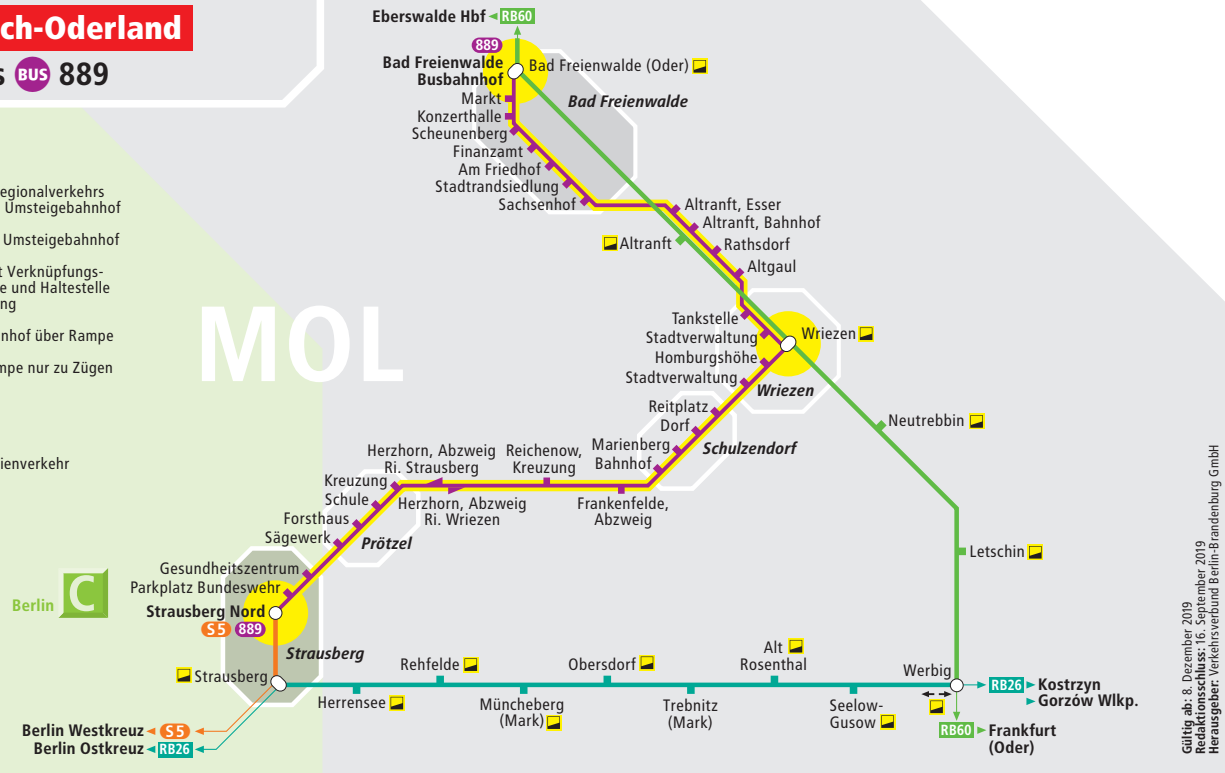 ch-Oderland
s BUS 889
egionalverkehrs
Umsteigebahnhof
Umsteigebahnhof
t Verknüpfungs-
e und Haltestelle
ng
nhof über Rampe
mpe nur zu Zügen
ienverkehr
MOL
Berlin C
Eberswalde Hbf RB60
889
Bad Freienwalde
Busbahnhof
Bad Freienwalde (Oder)
Bad Freienwalde
Markt
Konzerthalle
Scheunenberg
Finanzamt
Am Friedhof
Stadtrandsiedlung
Sachsenhof
Altranft, Esser
Altranft, Bahnhof
Altranft
Rathsdorf
Altgaul
Tankstelle
Stadtverwaltung
Wriezen
Homburgshöhe
Stadtverwaltung
Wriezen
Reitplatz
Dorf
Marienberg
Bahnhof
Schulzendorf
Neutrebbin
Herzhorn, Abzweig
Ri. Strausberg
Reichenow,
Kreuzung
Kreuzung
Schule
Forsthaus
Sägewerk
Herzhorn, Abzweig
Ri. Wriezen
Frankenfelde,
Abzweig
Prötzel
Letschin
Gesundheitszentrum
Parkplatz Bundeswehr
Strausberg Nord
S5 889
Strausberg
Strausberg
Rehfelde
Obersdorf
Alt
Rosenthal
Werbig
Herrensee
Müncheberg
(Mark)
Trebnitz
(Mark)
Seelow-
Gusow
RB26 Kostrzyn
Gorzów Wlkp.
RB60 Frankfurt
(Oder)
Berlin Westkreuz S5
Berlin Ostkreuz RB26
Gültig ab: 8. Dezember 2019
Redaktionsschluss: 16. September 2019
Herausgeber: Verkehrsverbund Berlin-Brandenburg GmbH